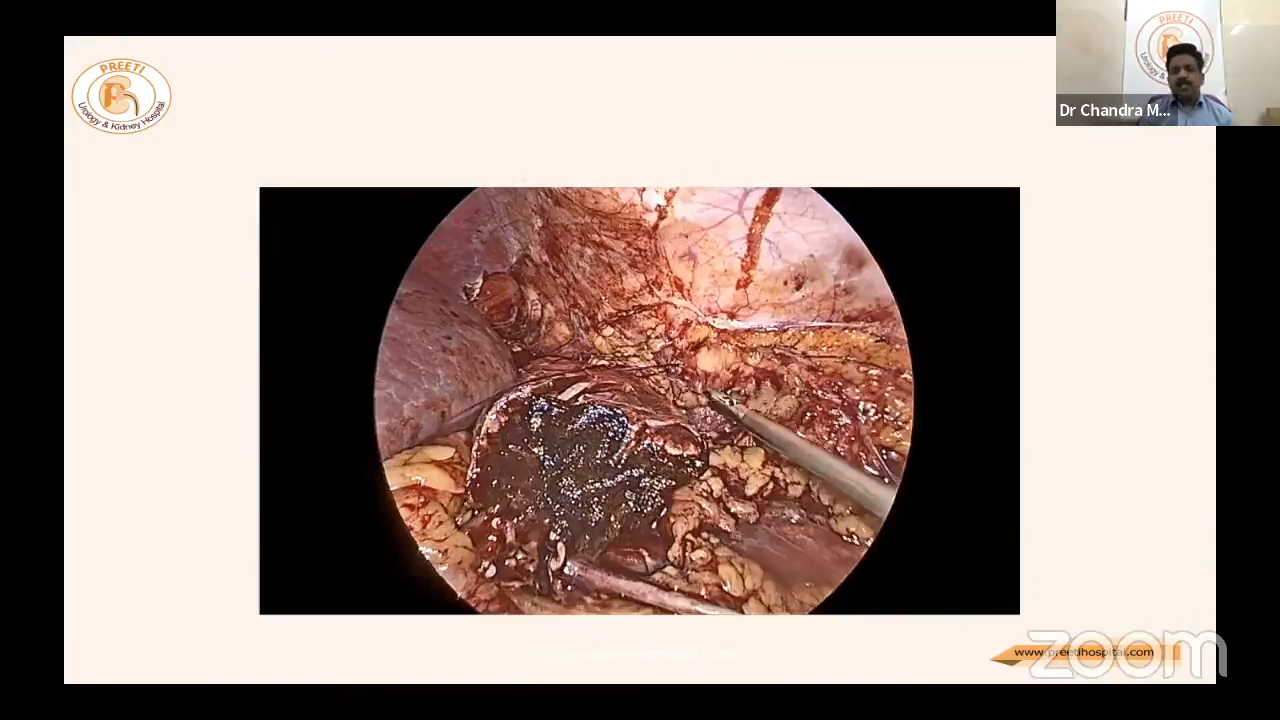 PREETI
Urology & Kidney Hospital
Dr Chandra M...
www.preetihospital.com
zoom